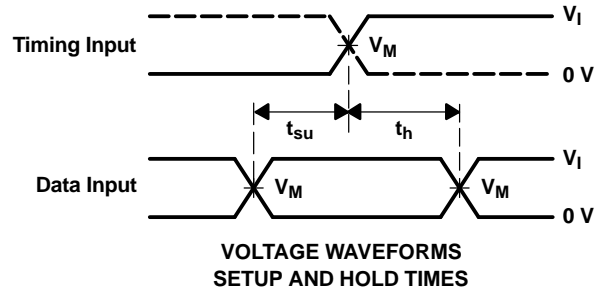 V_I
Timing Input
V_M
0 V
t_su
t_h
V_I
Data Input
V_M
V_M
0 V
VOLTAGE WAVEFORMS
SETUP AND HOLD TIMES